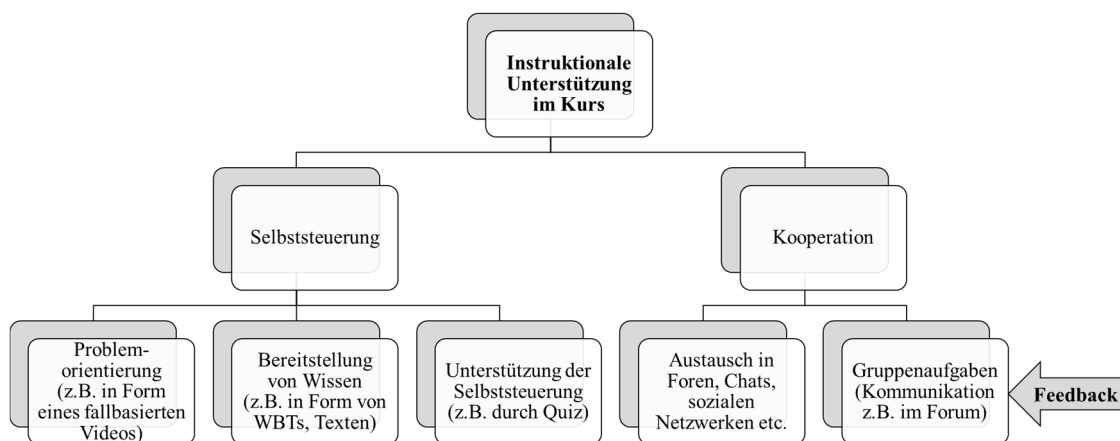 Instruktionale
Unterstützung
im Kurs
Selbststeuerung
Kooperation
Problem-
orientierung
(z.B. in Form
eines fallbasierten
Videos)
Bereitstellung
von Wissen
(z.B. in Form von
WBTs, Texten)
Unterstützung der
Selbststeuerung
(z.B. durch Quiz)
Austausch in
Foren, Chats,
sozialen
Netzwerken etc.
Gruppenaufgaben
(Kommunikation
z.B. im Forum)
Feedback